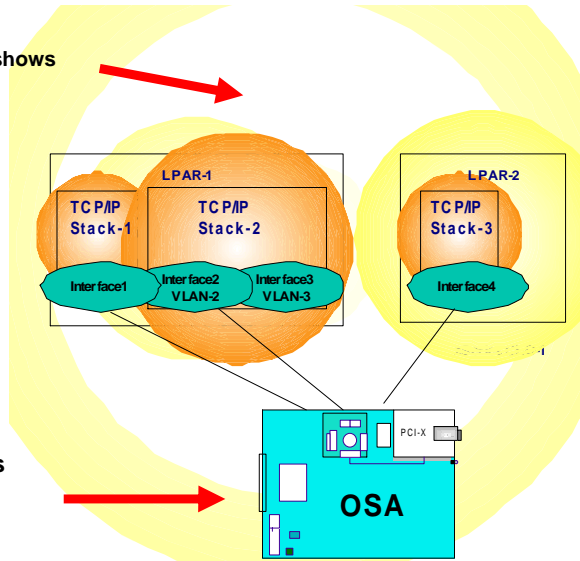 shows
LPAR-1
LPAR-2
TCP/IP
Stack-1
TCP/IP
Stack-2
TCP/IP
Stack-3
Interface1
Interface2
VLAN-2
Interface3
VLAN-3
Interface4
PCI-X
OSA
s